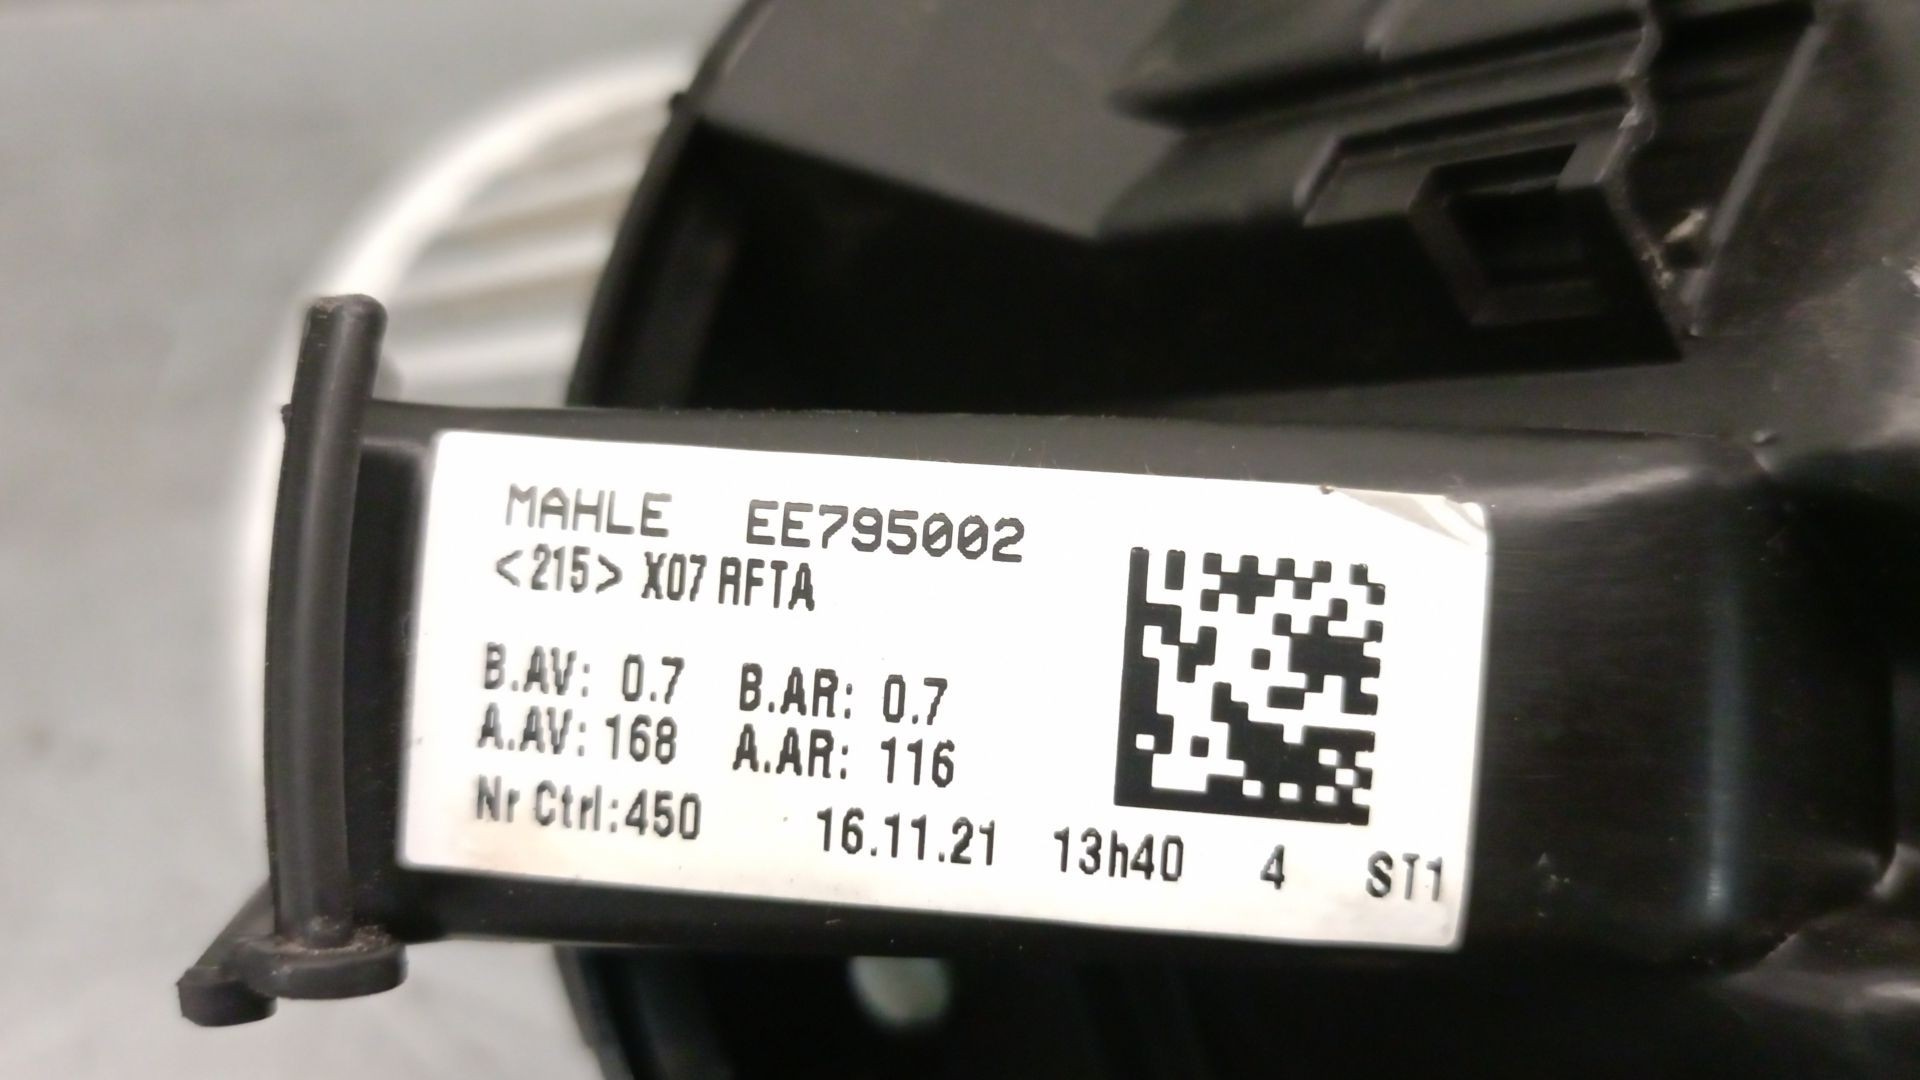 MAHLE EE795002
<215> X07 RFTA
B.AV: 0.7 B.AR: 0.7
A.AV: 168 A.AR: 116
Nr Ctrl:450 16.11.21 13h40 4 ST1